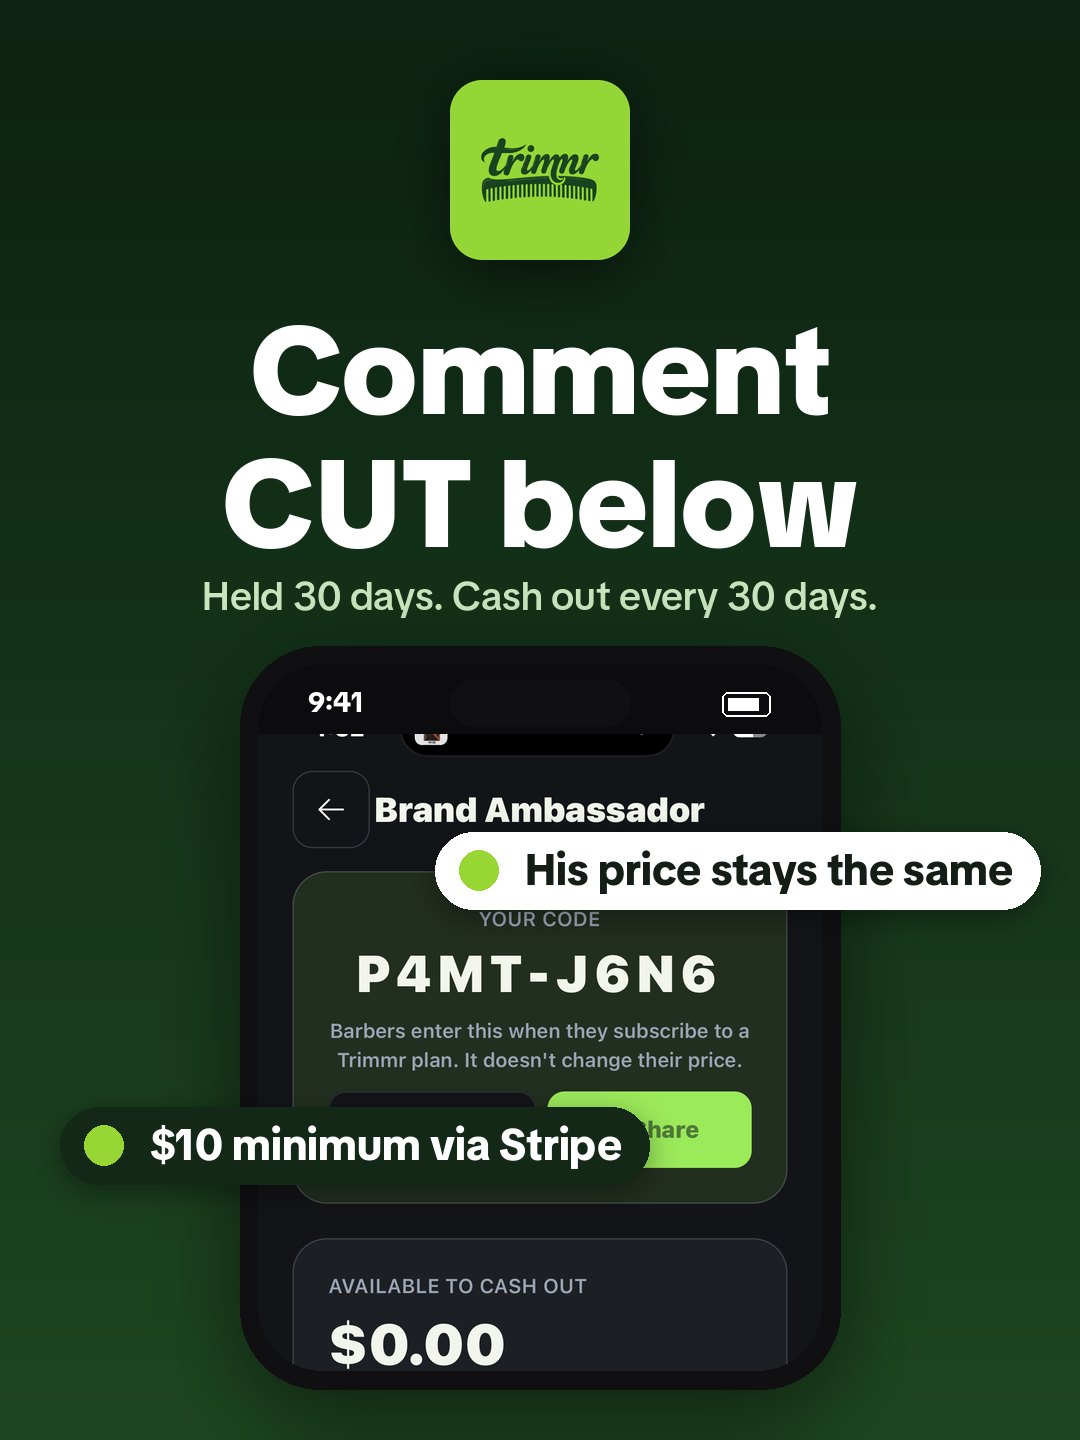 trimmr
Comment
CUT below
Held 30 days. Cash out every 30 days.
9:41
Brand Ambassador
His price stays the same
YOUR CODE
P4MT-J6N6
Barbers enter this when they subscribe to a
Trimmr plan. It doesn't change their price.
$10 minimum via Stripe
AVAILABLE TO CASH OUT
$0.00